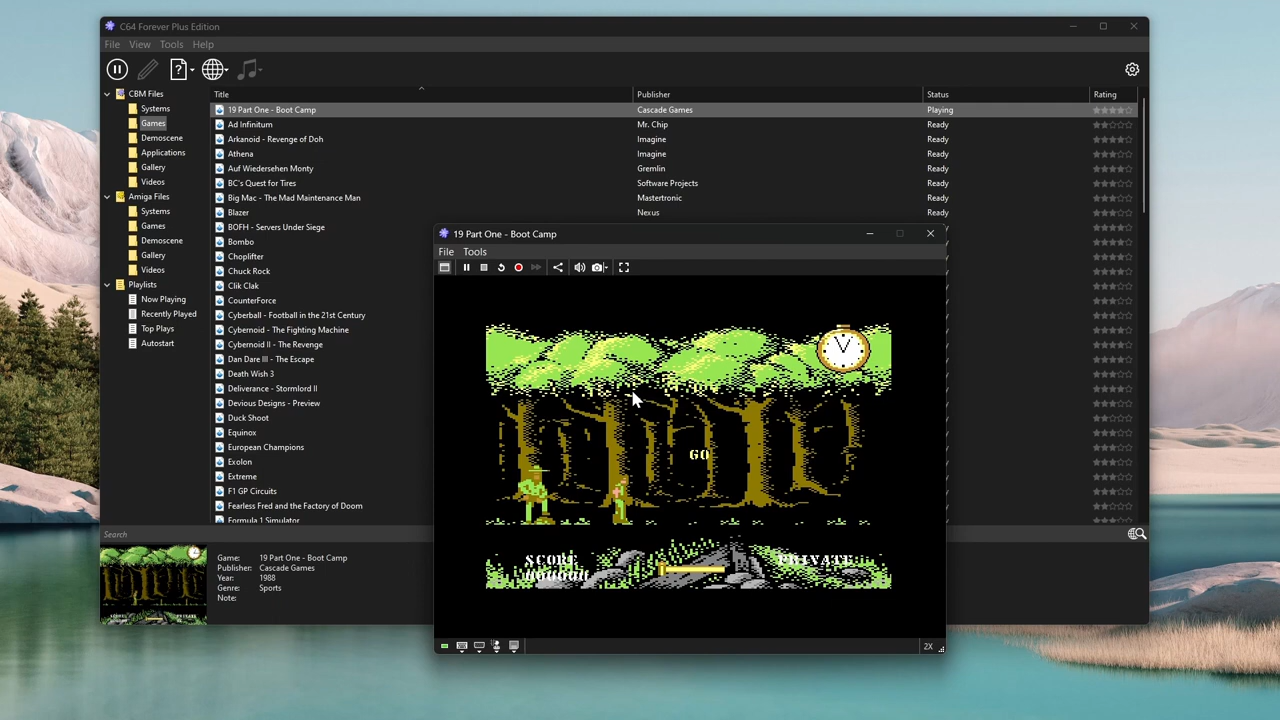 C64 Forever Plus Edition
File View Tools Help
CBM Files
Systems
Games
Demoscene
Applications
Gallery
Videos
Amiga Files
Systems
Games
Demoscene
Gallery
Videos
Playlists
Now Playing
Recently Played
Top Plays
Autostart
Title Publisher Status Rating
19 Part One - Boot Camp Cascade Games Playing
Ad Infinitum Mr. Chip Ready
Arkanoid - Revenge of Doh Imagine Ready
Athena Imagine Ready
Auf Wiedersehen Monty Gremlin Ready
BC's Quest for Tires Software Projects Ready
Big Mac - The Mad Maintenance Man Mastertronic Ready
Blazer Nexus Ready
BOFH - Servers Under Siege
Bombo
Choplifter
Chuck Rock
Clik Clak
CounterForce
Cyberball - Football in the 21st Century
Cybernoid - The Fighting Machine
Cybernoid II - The Revenge
Dan Dare III - The Escape
Death Wish 3
Deliverance - Stormlord II
Devious Designs - Preview
Duck Shoot
Equinox
European Champions
Exolon
Extreme
F1 GP Circuits
Fearless Fred and the Factory of Doom
Formula 1 Simulator
Search
Game: 19 Part One - Boot Camp
Publisher: Cascade Games
Year: 1988
Genre: Sports
Note:
19 Part One - Boot Camp
File Tools
GO
SCORE PRIVATE
000000
2X